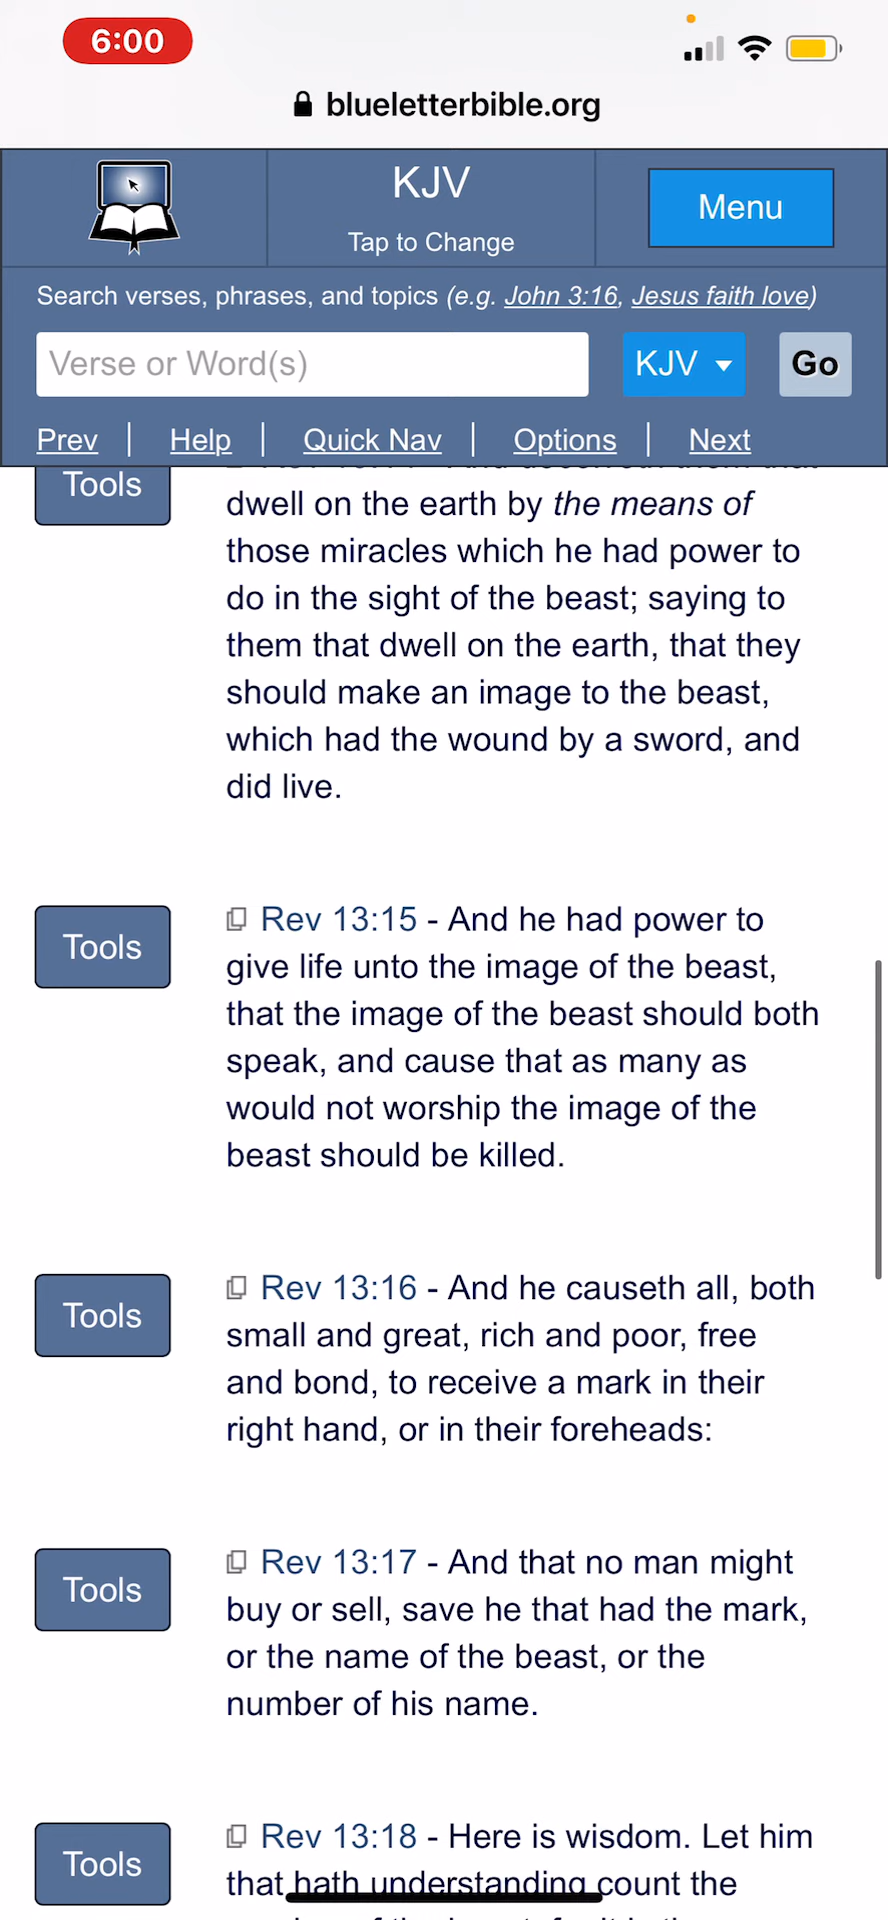 6:00
blueletterbible.org
KJV
Tap to Change
Menu
Search verses, phrases, and topics (e.g. John 3:16, Jesus faith love)
Verse or Word(s)
KJV
Go
Prev | Help | Quick Nav | Options | Next
Tools
dwell on the earth by the means of
those miracles which he had power to
do in the sight of the beast; saying to
them that dwell on the earth, that they
should make an image to the beast,
which had the wound by a sword, and
did live.
Tools
Rev 13:15 - And he had power to
give life unto the image of the beast,
that the image of the beast should both
speak, and cause that as many as
would not worship the image of the
beast should be killed.
Tools
Rev 13:16 - And he causeth all, both
small and great, rich and poor, free
and bond, to receive a mark in their
right hand, or in their foreheads:
Tools
Rev 13:17 - And that no man might
buy or sell, save he that had the mark,
or the name of the beast, or the
number of his name.
Tools
Rev 13:18 - Here is wisdom. Let him
that hath understanding count the